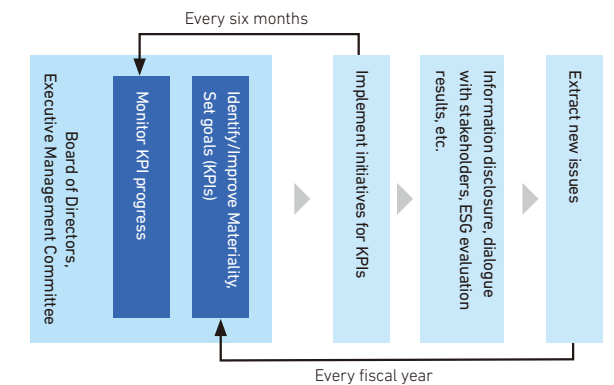 Every six months
Board of Directors,
Executive Management Committee
Monitor KPI progress
Identify/Improve Materiality,
Set goals (KPIs)
Implement initiatives for KPIs
Information disclosure, dialogue
with stakeholders, ESG evaluation
results, etc.
Extract new issues
Every fiscal year